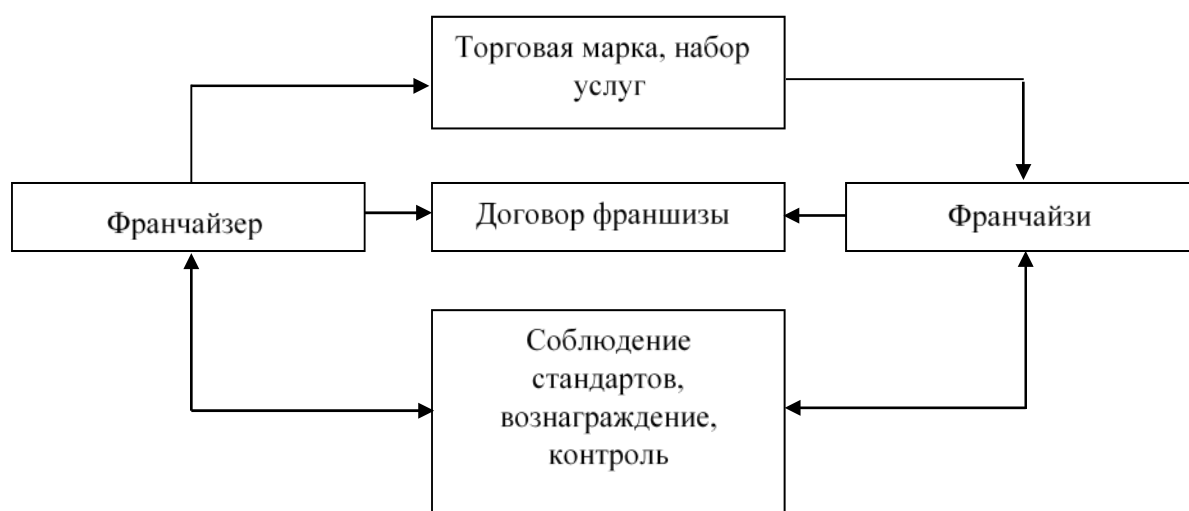 Торговая марка, набор
услуг
Франчайзер
Договор франшизы
Франчайзи
Соблюдение
стандартов,
вознаграждение,
контроль